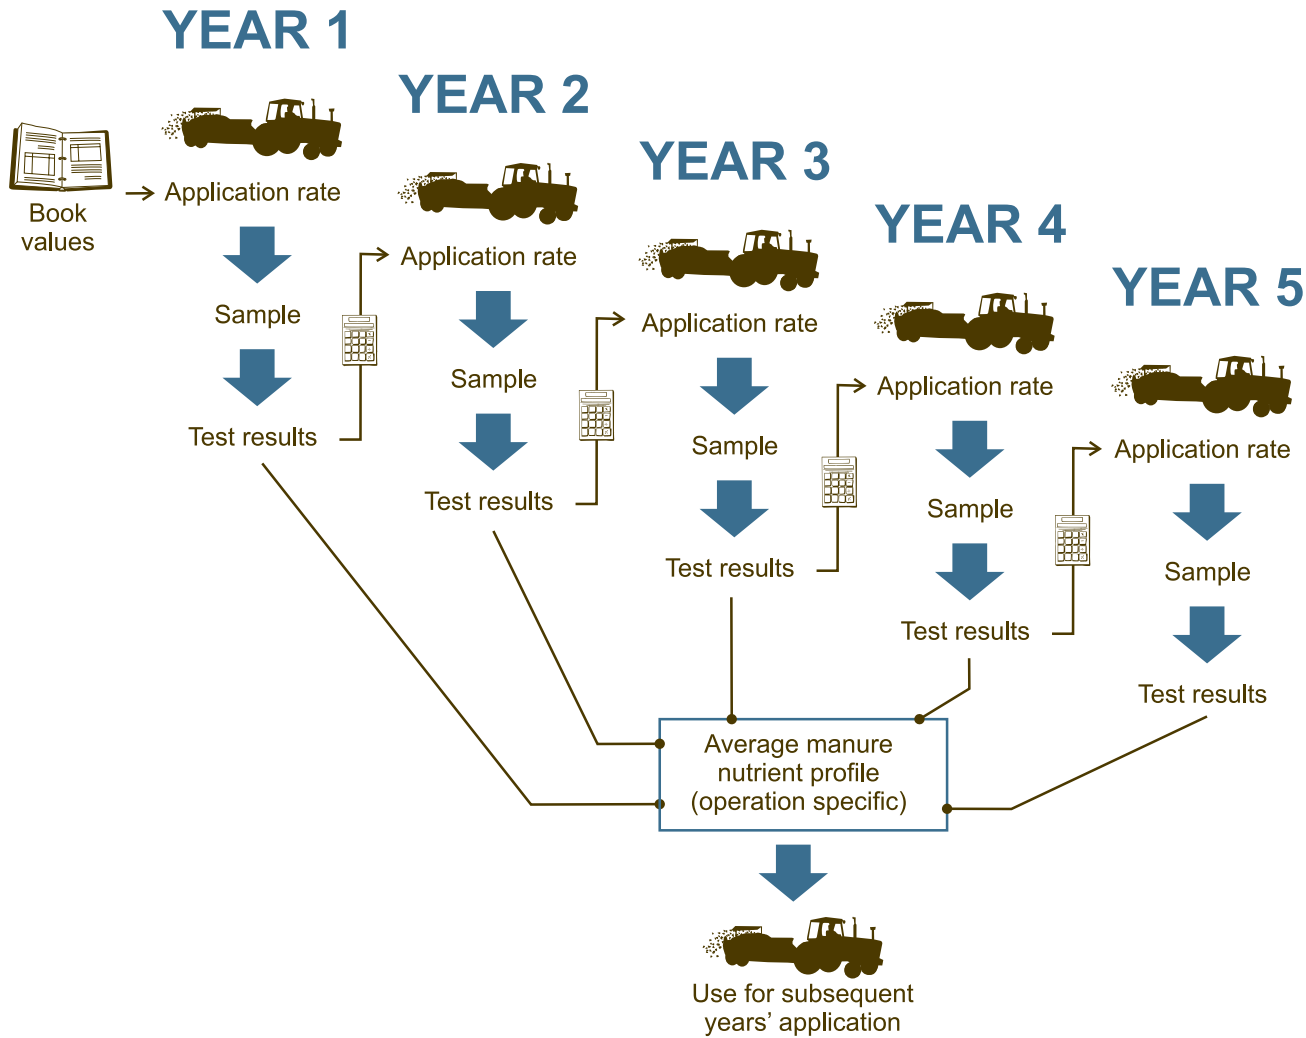 YEAR 1
Book
values
Application rate
Sample
Test results
YEAR 2
Application rate
Sample
Test results
YEAR 3
Application rate
Sample
Test results
YEAR 4
Application rate
Sample
Test results
YEAR 5
Application rate
Sample
Test results
Average manure
nutrient profile
(operation specific)
Use for subsequent
years’ application